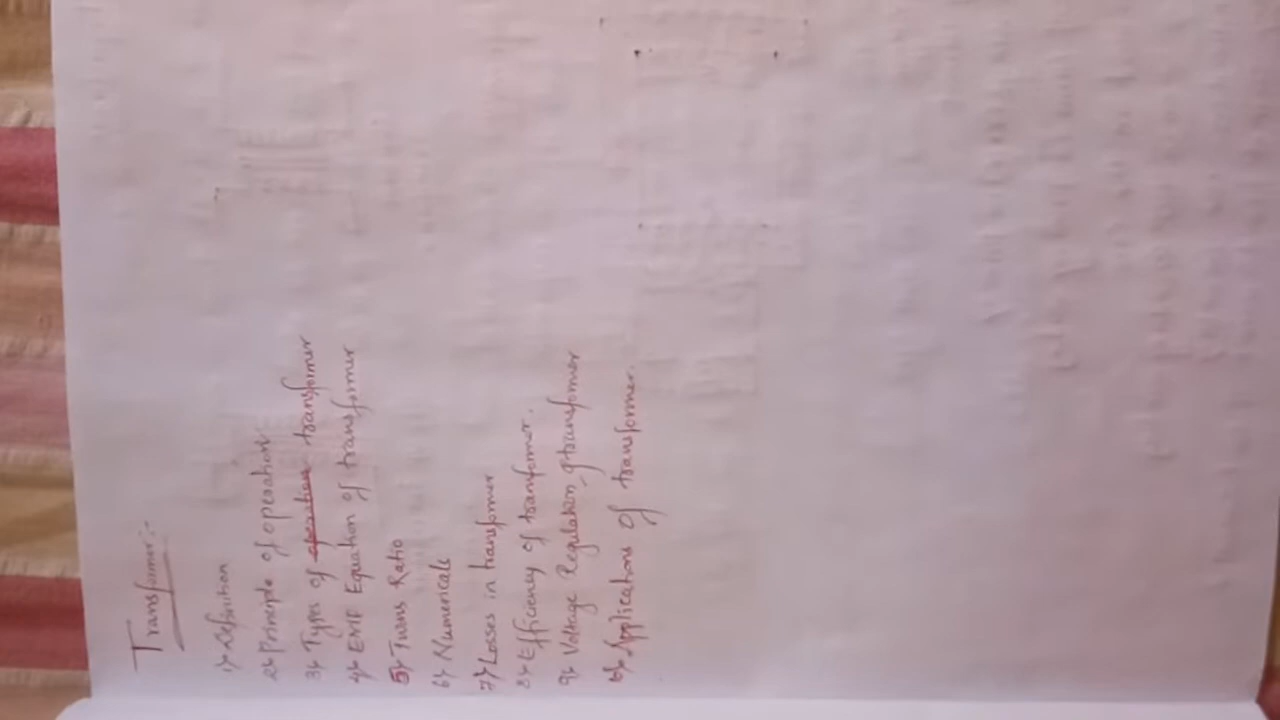 Transformer:-
1> Definition
2> Principle of operation
3> Types of operation transformer
4> EMF Equation of transformer
5> Turns Ratio
6> Numericals
7> Losses in transformer
8> Efficiency of transformer.
9> Voltage Regulation of transformer
10> Applications of transformer.